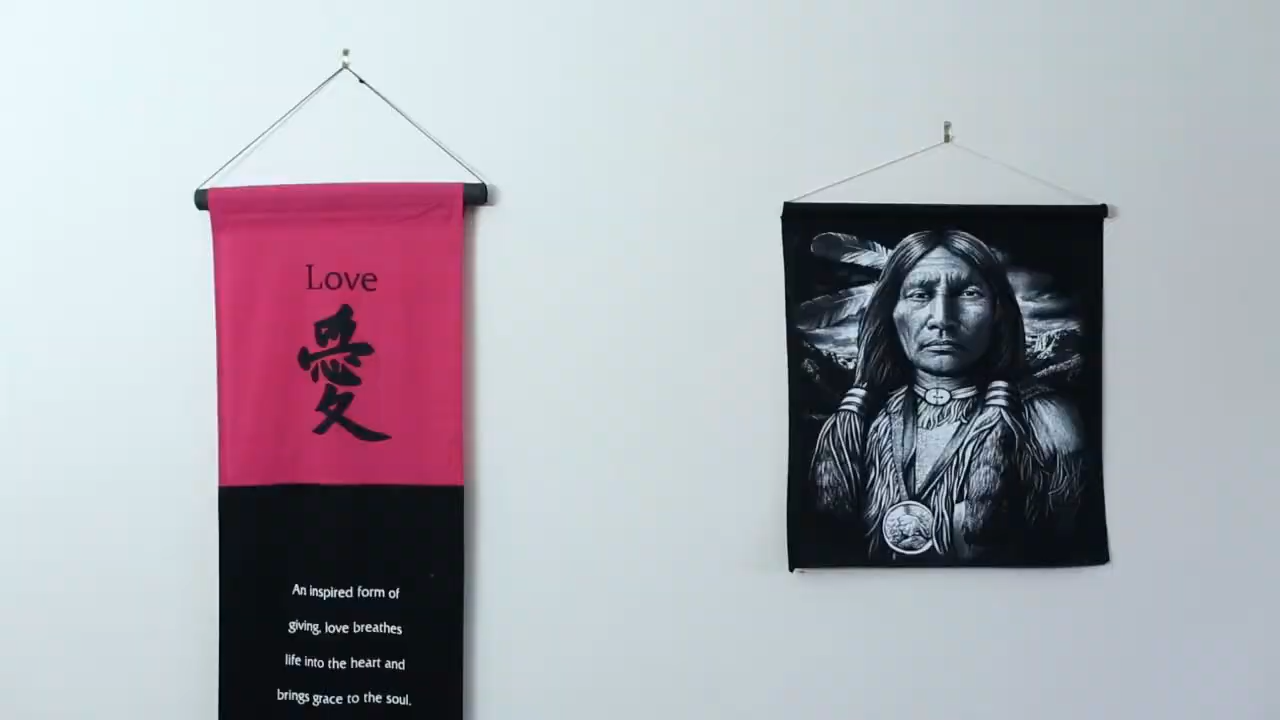 Love
愛
An inspired form of
giving, love breathes
life into the heart and
brings grace to the soul.